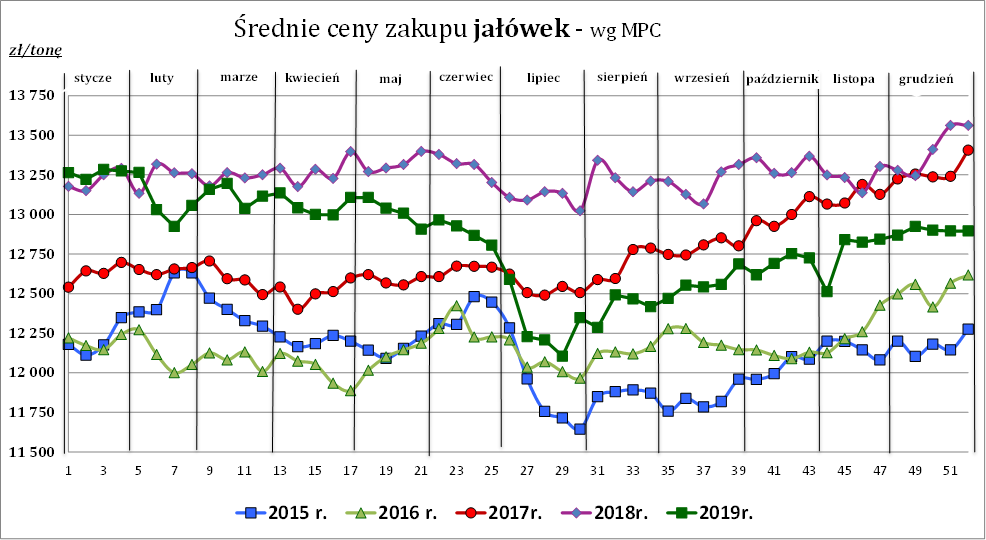 Średnie ceny zakupu jałówek - wg MPC
zł/tonę
stycze luty marze kwiecień maj czerwiec lipiec sierpień wrzesień październik listopa grudzień
13 750
13 500
13 250
13 000
12 750
12 500
12 250
12 000
11 750
11 500
1 3 5 7 9 11 13 15 17 19 21 23 25 27 29 31 33 35 37 39 41 43 45 47 49 51
2015 r. 2016 r. 2017r. 2018r. 2019r.